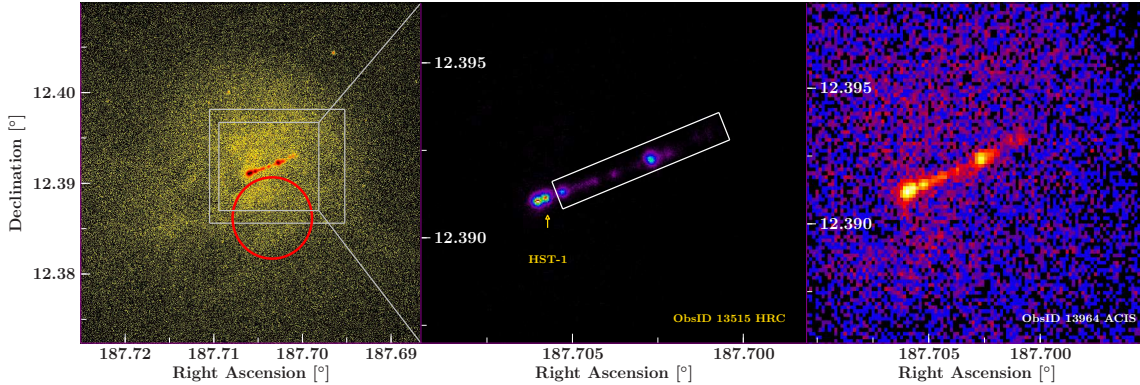 Declination [°]
12.40
12.39
12.38
187.72
187.71
187.70
187.69
Right Ascension [°]
12.395
12.390
HST-1
ObsID 13515 HRC
187.705
187.700
Right Ascension [°]
12.395
12.390
ObsID 13964 ACIS
187.705
187.700
Right Ascension [°]